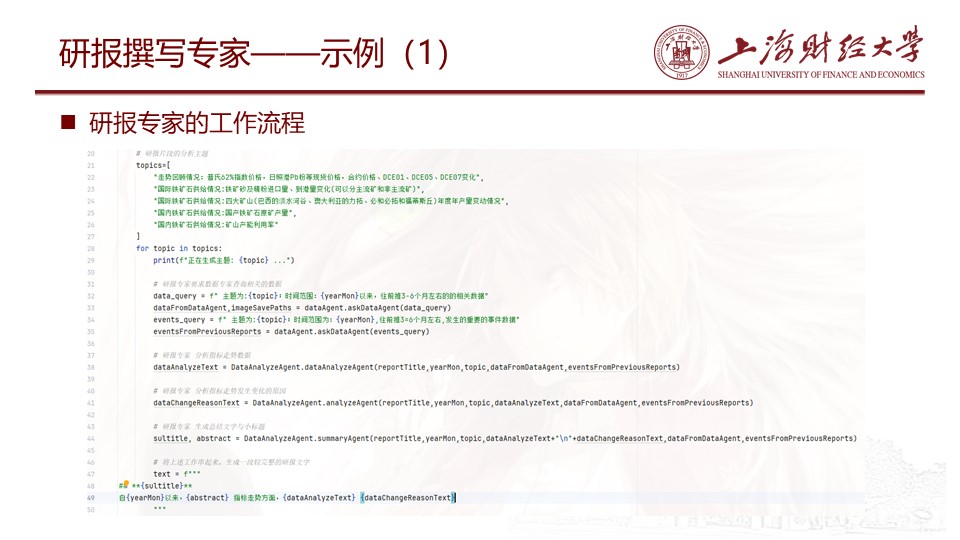 研报撰写专家——示例（1）
上海财经大学
SHANGHAI UNIVERSITY OF FINANCE AND ECONOMICS
1917
■ 研报专家的工作流程
20 # 研报片段的分析主题
21 topics=[
22 "走势回顾情况：普氏62%指数价格，日照港Pb粉等现货价格，合约价格、DCE01、DCE05、DCE07变化",
23 "国际铁矿石供给情况:铁矿砂及精粉进口量、到港量变化(可以分主流矿和非主流矿)",
24 "国际铁矿石供给情况:四大矿山(巴西的淡水河谷、澳大利亚的力拓、必和必拓和福蒂斯丘)年度年产量变动情况",
25 "国内铁矿石供给情况:国产铁矿石原矿产量",
26 "国内铁矿石供给情况:矿山产能利用率"
27 ]
28 for topic in topics:
29 print(f"正在生成主题: {topic} ...")
30
31 # 研报专家要求数据专家查询相关的数据
32 data_query = f" 主题为:{topic}；时间范围：{yearMon}以来，往前推3-6个月左右的的相关数据"
33 dataFromDataAgent,imageSavePaths = dataAgent.askDataAgent(data_query)
34 events_query = f" 主题为:{topic}；时间范围为：{yearMon},往前推3=6个月左右,发生的重要的事件数据"
35 eventsFromPreviousReports = dataAgent.askDataAgent(events_query)
36
37 # 研报专家 分析指标走势数据
38 dataAnalyzeText = DataAnalyzeAgent.dataAnalyzeAgent(reportTitle,yearMon,topic,dataFromDataAgent,eventsFromPreviousReports)
39
40 # 研报专家 分析指标走势发生变化的原因
41 dataChangeReasonText = DataAnalyzeAgent.analyzeAgent(reportTitle,yearMon,topic,dataAnalyzeText,dataFromDataAgent,eventsFromPreviousReports)
42
43 # 研报专家 生成总结文字与小标题
44 sultitle, abstract = DataAnalyzeAgent.summaryAgent(reportTitle,yearMon,topic,dataAnalyzeText+"\n"+dataChangeReasonText,dataFromDataAgent,eventsFromPreviousReports)
45
46 # 将上述工作串起来，生成一段较完整的研报文字
47 text = f"""
48 ## **{sultitle}**
49 自{yearMon}以来，{abstract} 指标走势方面，{dataAnalyzeText} {dataChangeReasonText}
50 """